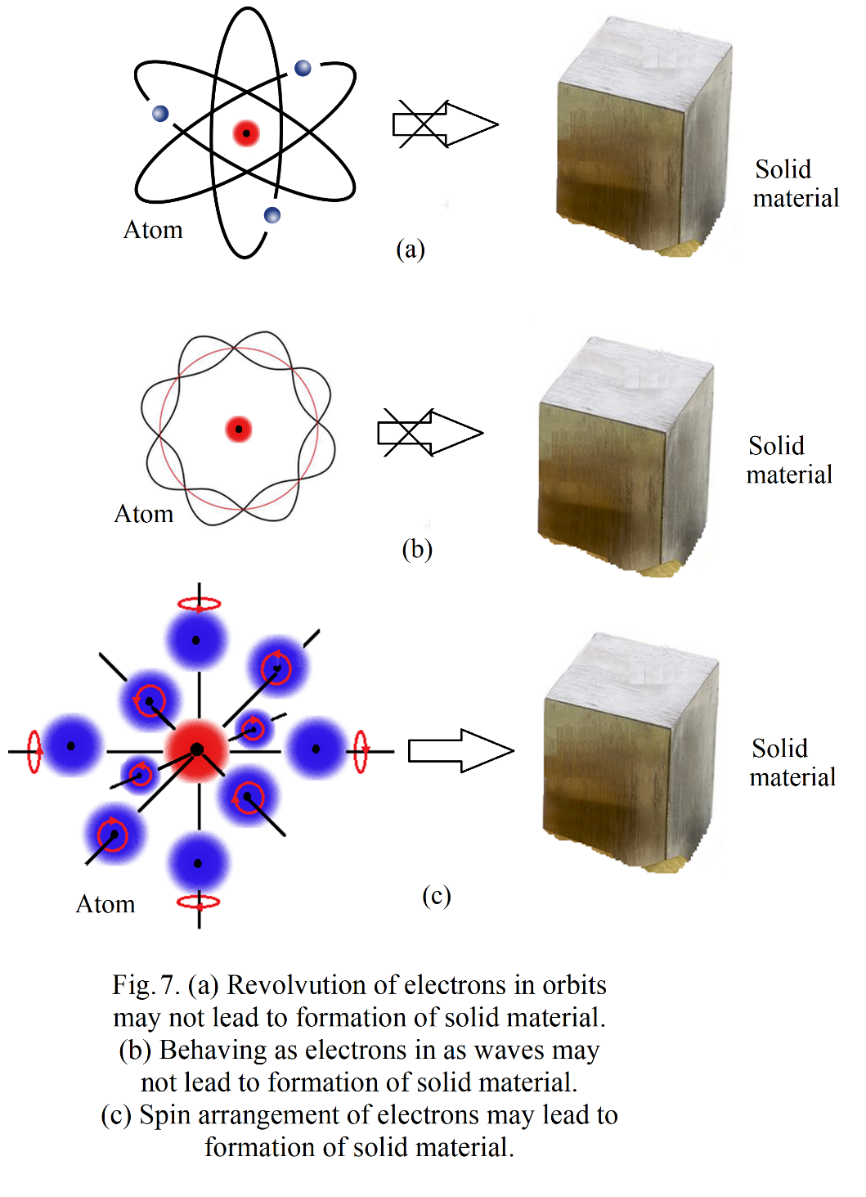 Atom
(a)
Solid
material
Atom
(b)
Solid
material
Atom
(c)
Solid
material
Fig.7. (a) Revolvution of electrons in orbits
may not lead to formation of solid material.
(b) Behaving as electrons in as waves may
not lead to formation of solid material.
(c) Spin arrangement of electrons may lead to
formation of solid material.